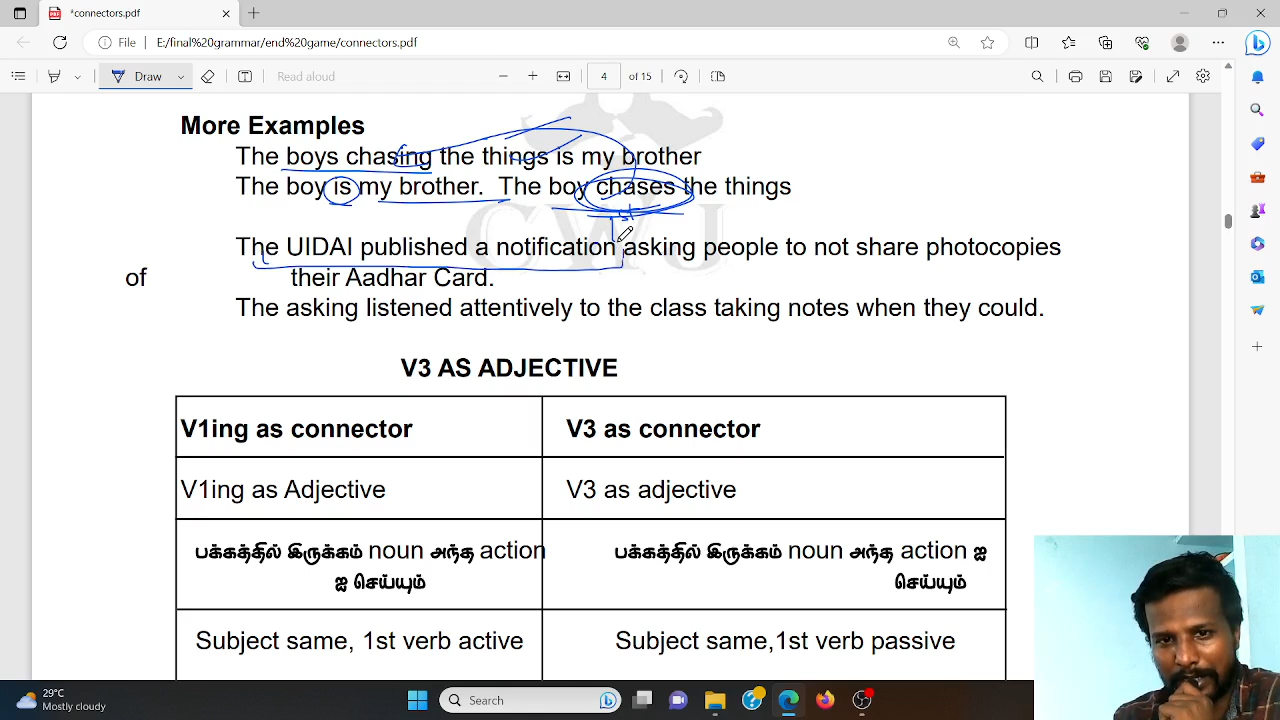 *connectors.pdf
File E:/final%20grammar/end%20game/connectors.pdf
Draw Read aloud 4 of 15
More Examples
The boys chasing the things is my brother
The boy is my brother. The boy chases the things
1st
The UIDAI published a notification asking people to not share photocopies
of their Aadhar Card.
The asking listened attentively to the class taking notes when they could.
CWJ
V3 AS ADJECTIVE
V1ing as connector V3 as connector
V1ing as Adjective V3 as adjective
பக்கத்தில் இருக்கம் noun அந்த action பக்கத்தில் இருக்கம் noun அந்த action ஐ
ஐ செய்யும் செய்யும்
Subject same, 1st verb active Subject same,1st verb passive
29°C
Mostly cloudy
Search